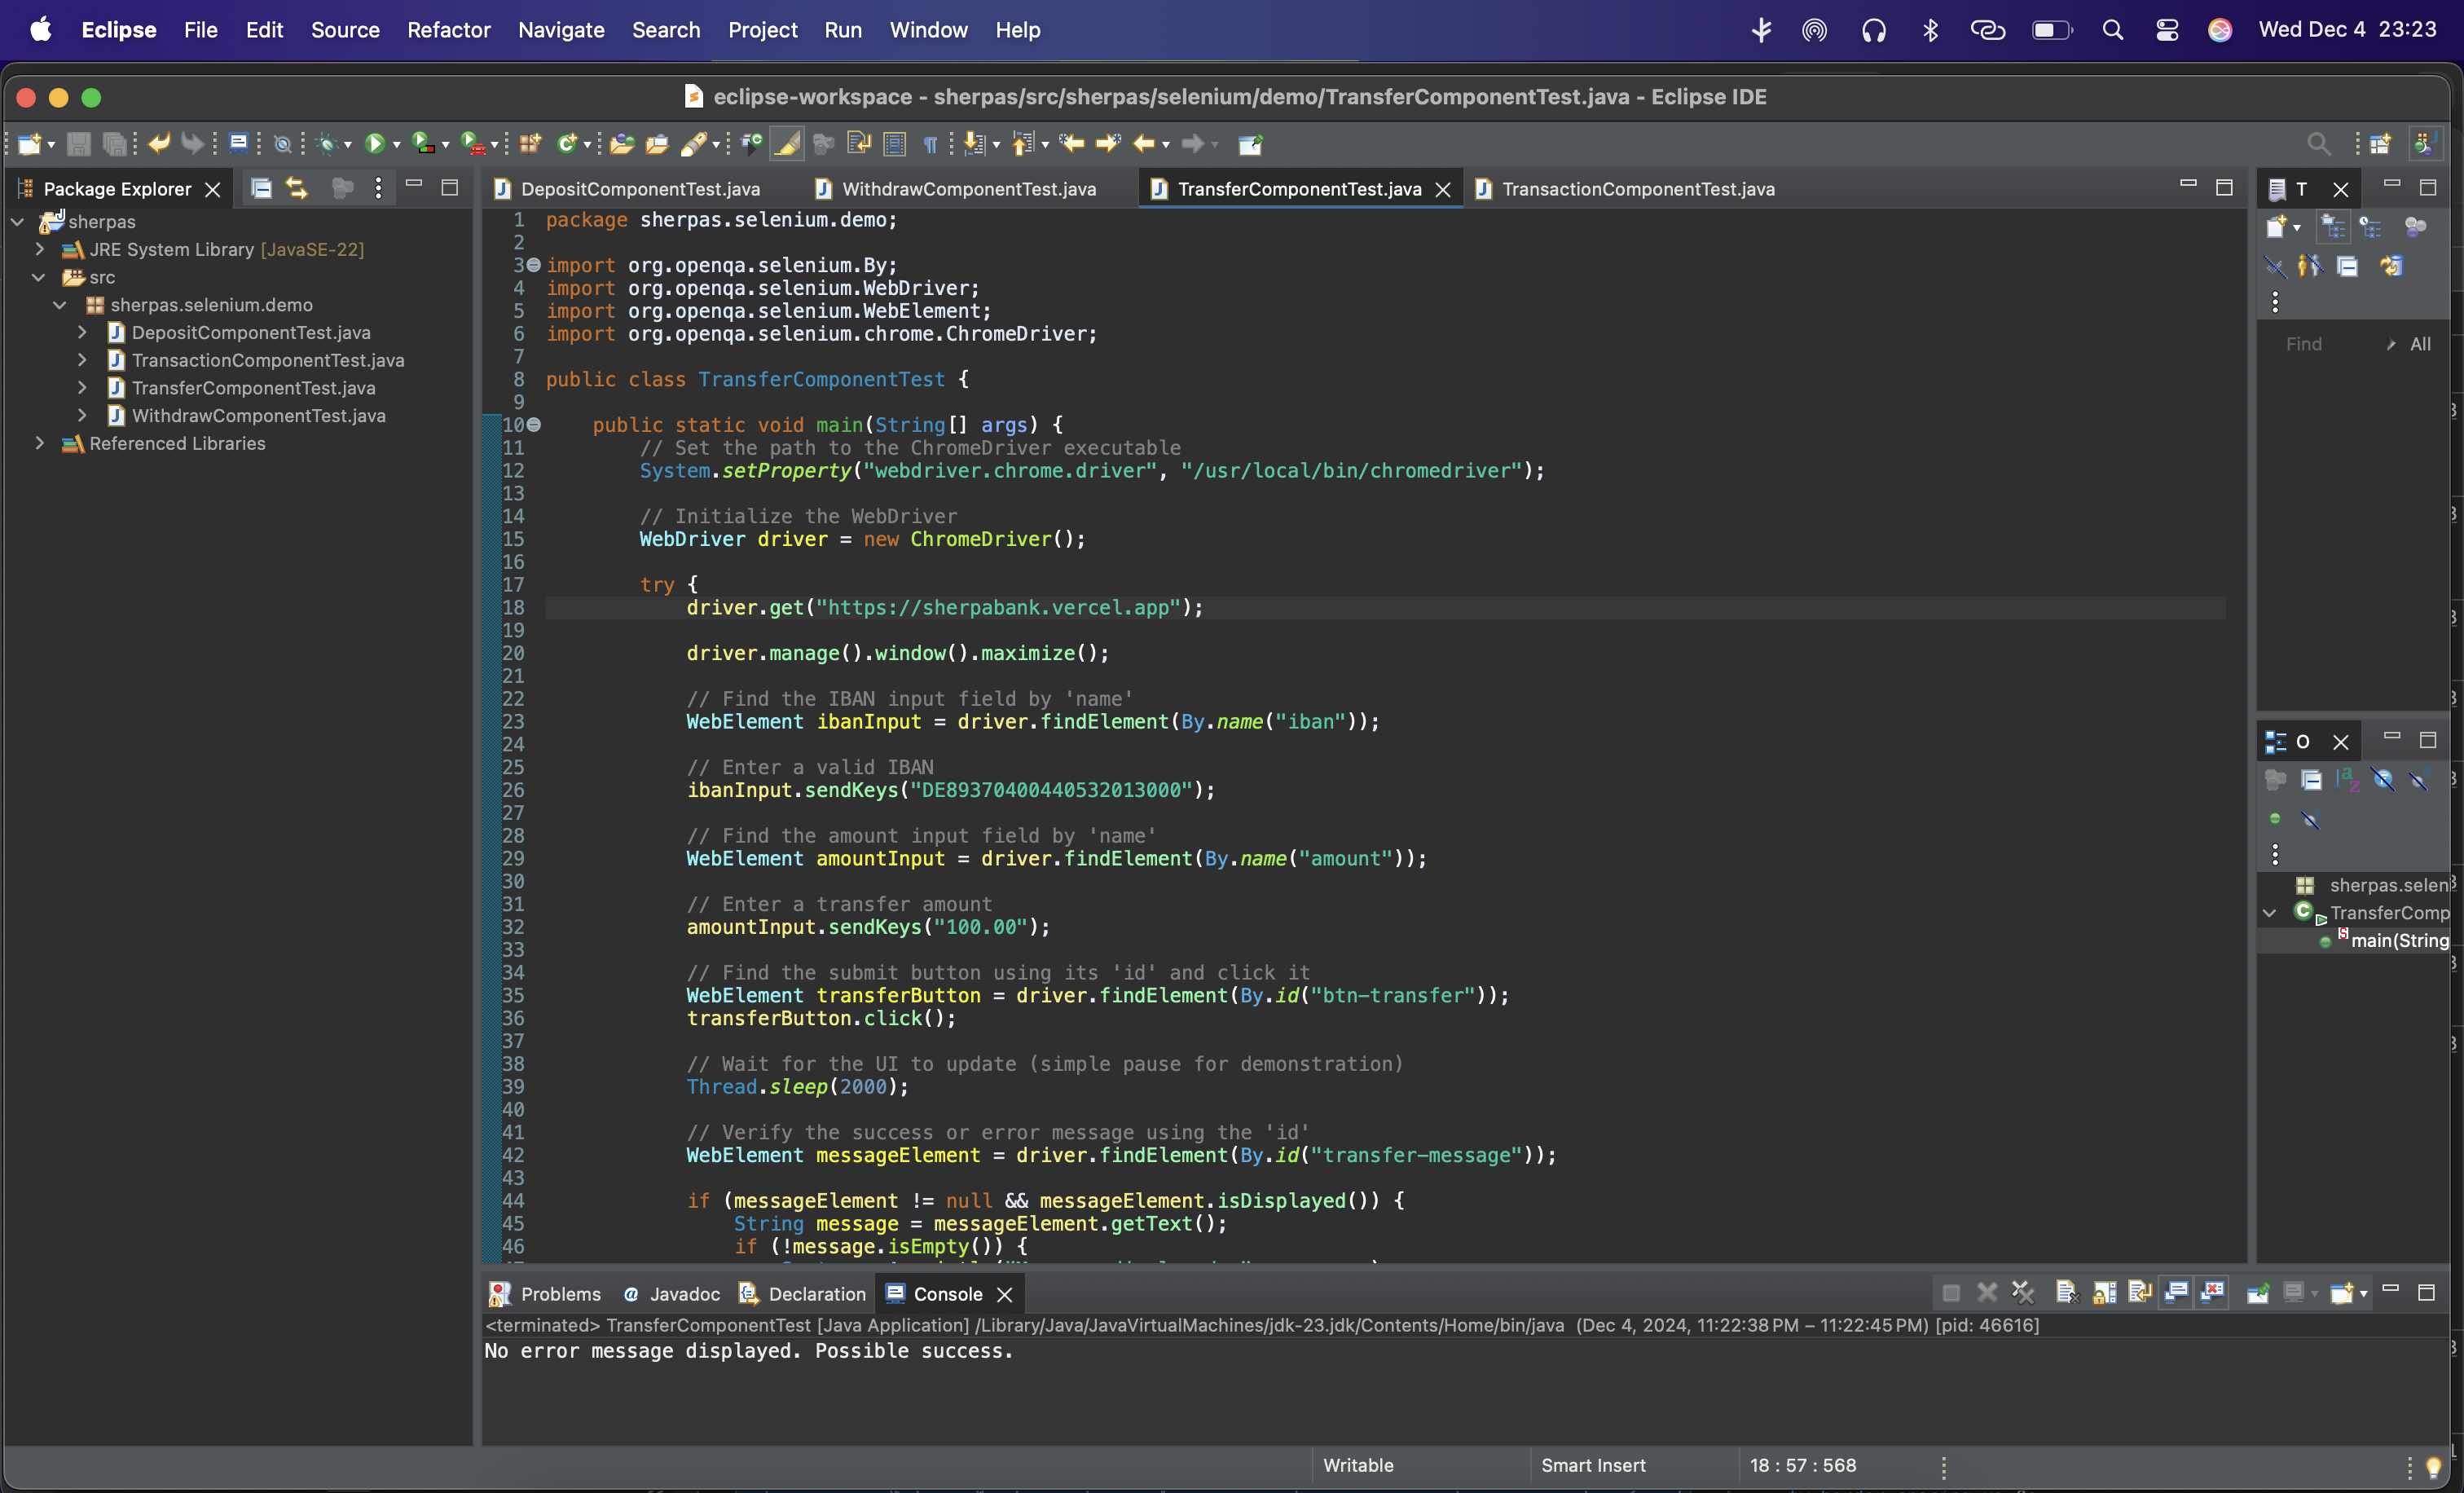 Eclipse File Edit Source Refactor Navigate Search Project Run Window Help Wed Dec 4 23:23
eclipse-workspace - sherpas/src/sherpas/selenium/demo/TransferComponentTest.java - Eclipse IDE
Package Explorer
sherpas
JRE System Library [JavaSE-22]
src
sherpas.selenium.demo
DepositComponentTest.java
TransactionComponentTest.java
TransferComponentTest.java
WithdrawComponentTest.java
Referenced Libraries
DepositComponentTest.java WithdrawComponentTest.java TransferComponentTest.java TransactionComponentTest.java
1 package sherpas.selenium.demo;
2
3 import org.openqa.selenium.By;
4 import org.openqa.selenium.WebDriver;
5 import org.openqa.selenium.WebElement;
6 import org.openqa.selenium.chrome.ChromeDriver;
7
8 public class TransferComponentTest {
9
10 public static void main(String[] args) {
11 // Set the path to the ChromeDriver executable
12 System.setProperty("webdriver.chrome.driver", "/usr/local/bin/chromedriver");
13
14 // Initialize the WebDriver
15 WebDriver driver = new ChromeDriver();
16
17 try {
18 driver.get("https://sherpabank.vercel.app");
19
20 driver.manage().window().maximize();
21
22 // Find the IBAN input field by 'name'
23 WebElement ibanInput = driver.findElement(By.name("iban"));
24
25 // Enter a valid IBAN
26 ibanInput.sendKeys("DE89370400440532013000");
27
28 // Find the amount input field by 'name'
29 WebElement amountInput = driver.findElement(By.name("amount"));
30
31 // Enter a transfer amount
32 amountInput.sendKeys("100.00");
33
34 // Find the submit button using its 'id' and click it
35 WebElement transferButton = driver.findElement(By.id("btn-transfer"));
36 transferButton.click();
37
38 // Wait for the UI to update (simple pause for demonstration)
39 Thread.sleep(2000);
40
41 // Verify the success or error message using the 'id'
42 WebElement messageElement = driver.findElement(By.id("transfer-message"));
43
44 if (messageElement != null && messageElement.isDisplayed()) {
45 String message = messageElement.getText();
46 if (!message.isEmpty()) {
T
Find All
O
sherpas.selen
TransferComp
main(String
Problems Javadoc Declaration Console
<terminated> TransferComponentTest [Java Application] /Library/Java/JavaVirtualMachines/jdk-23.jdk/Contents/Home/bin/java (Dec 4, 2024, 11:22:38 PM – 11:22:45 PM) [pid: 46616]
No error message displayed. Possible success.
Writable Smart Insert 18 : 57 : 568